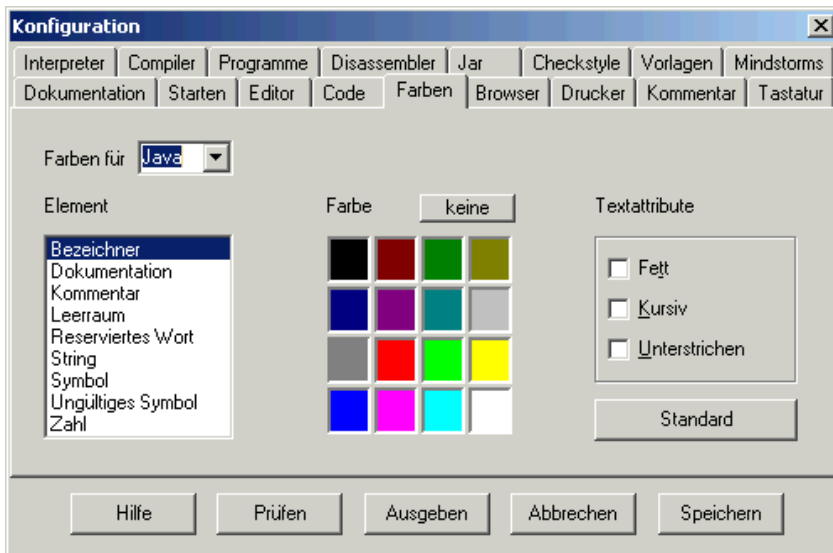 Konfiguration
Interpreter Compiler Programme Disassembler Jar Checkstyle Vorlagen Mindstorms
Dokumentation Starten Editor Code Farben Browser Drucker Kommentar Tastatur
Farben für Java
Element Farbe keine Textattribute
Bezeichner
Dokumentation
Kommentar
Leerraum
Reserviertes Wort
String
Symbol
Ungültiges Symbol
Zahl
Fett
Kursiv
Unterstrichen
Standard
Hilfe Prüfen Ausgeben Abbrechen Speichern